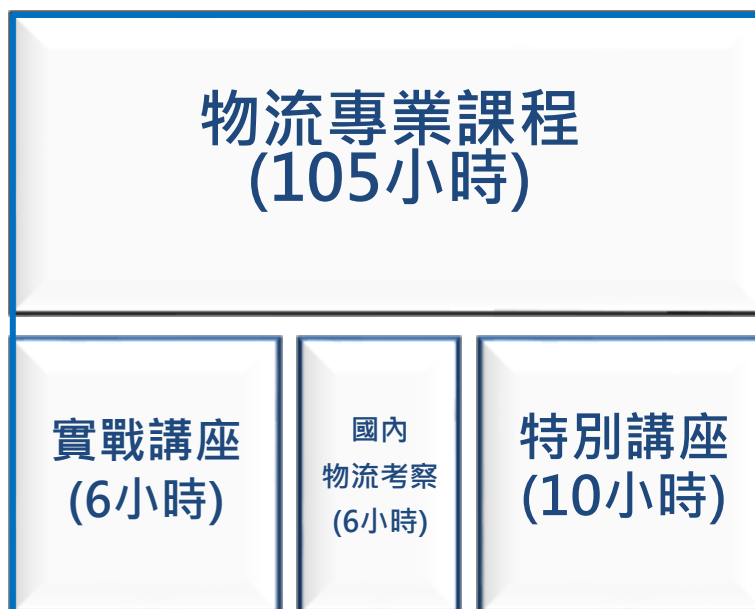 物流專業課程
(105小時)
實戰講座
(6小時)
國內
物流考察
(6小時)
特別講座
(10小時)